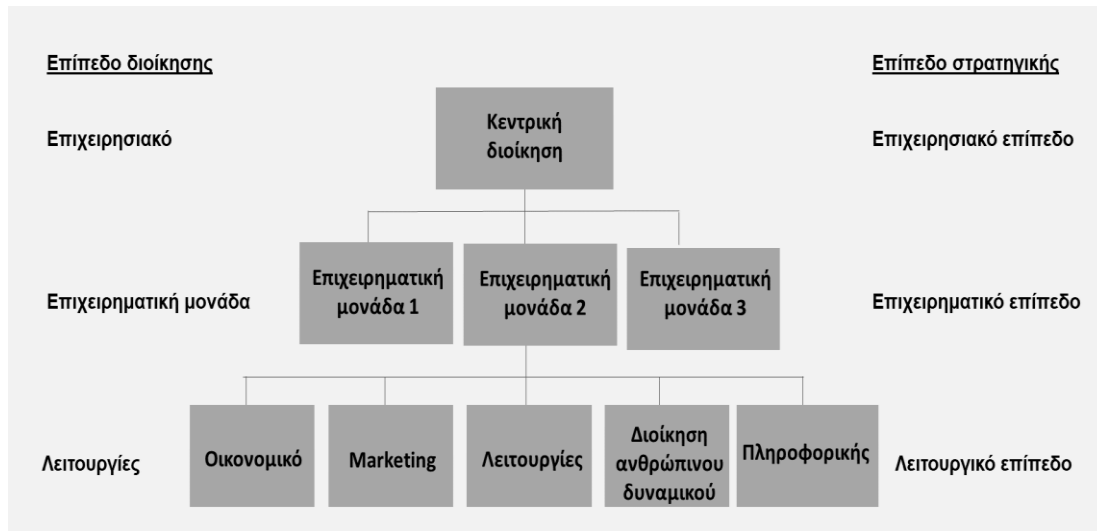 Επίπεδο διοίκησης
Επίπεδο στρατηγικής
Επιχειρησιακό
Κεντρική
διοίκηση
Επιχειρησιακό επίπεδο
Επιχειρηματική μονάδα
Επιχειρηματική
μονάδα 1
Επιχειρηματική
μονάδα 2
Επιχειρηματική
μονάδα 3
Επιχειρηματικό επίπεδο
Λειτουργίες
Οικονομικό
Marketing
Λειτουργίες
Διοίκηση
ανθρώπινου
δυναμικού
Πληροφορικής
Λειτουργικό επίπεδο